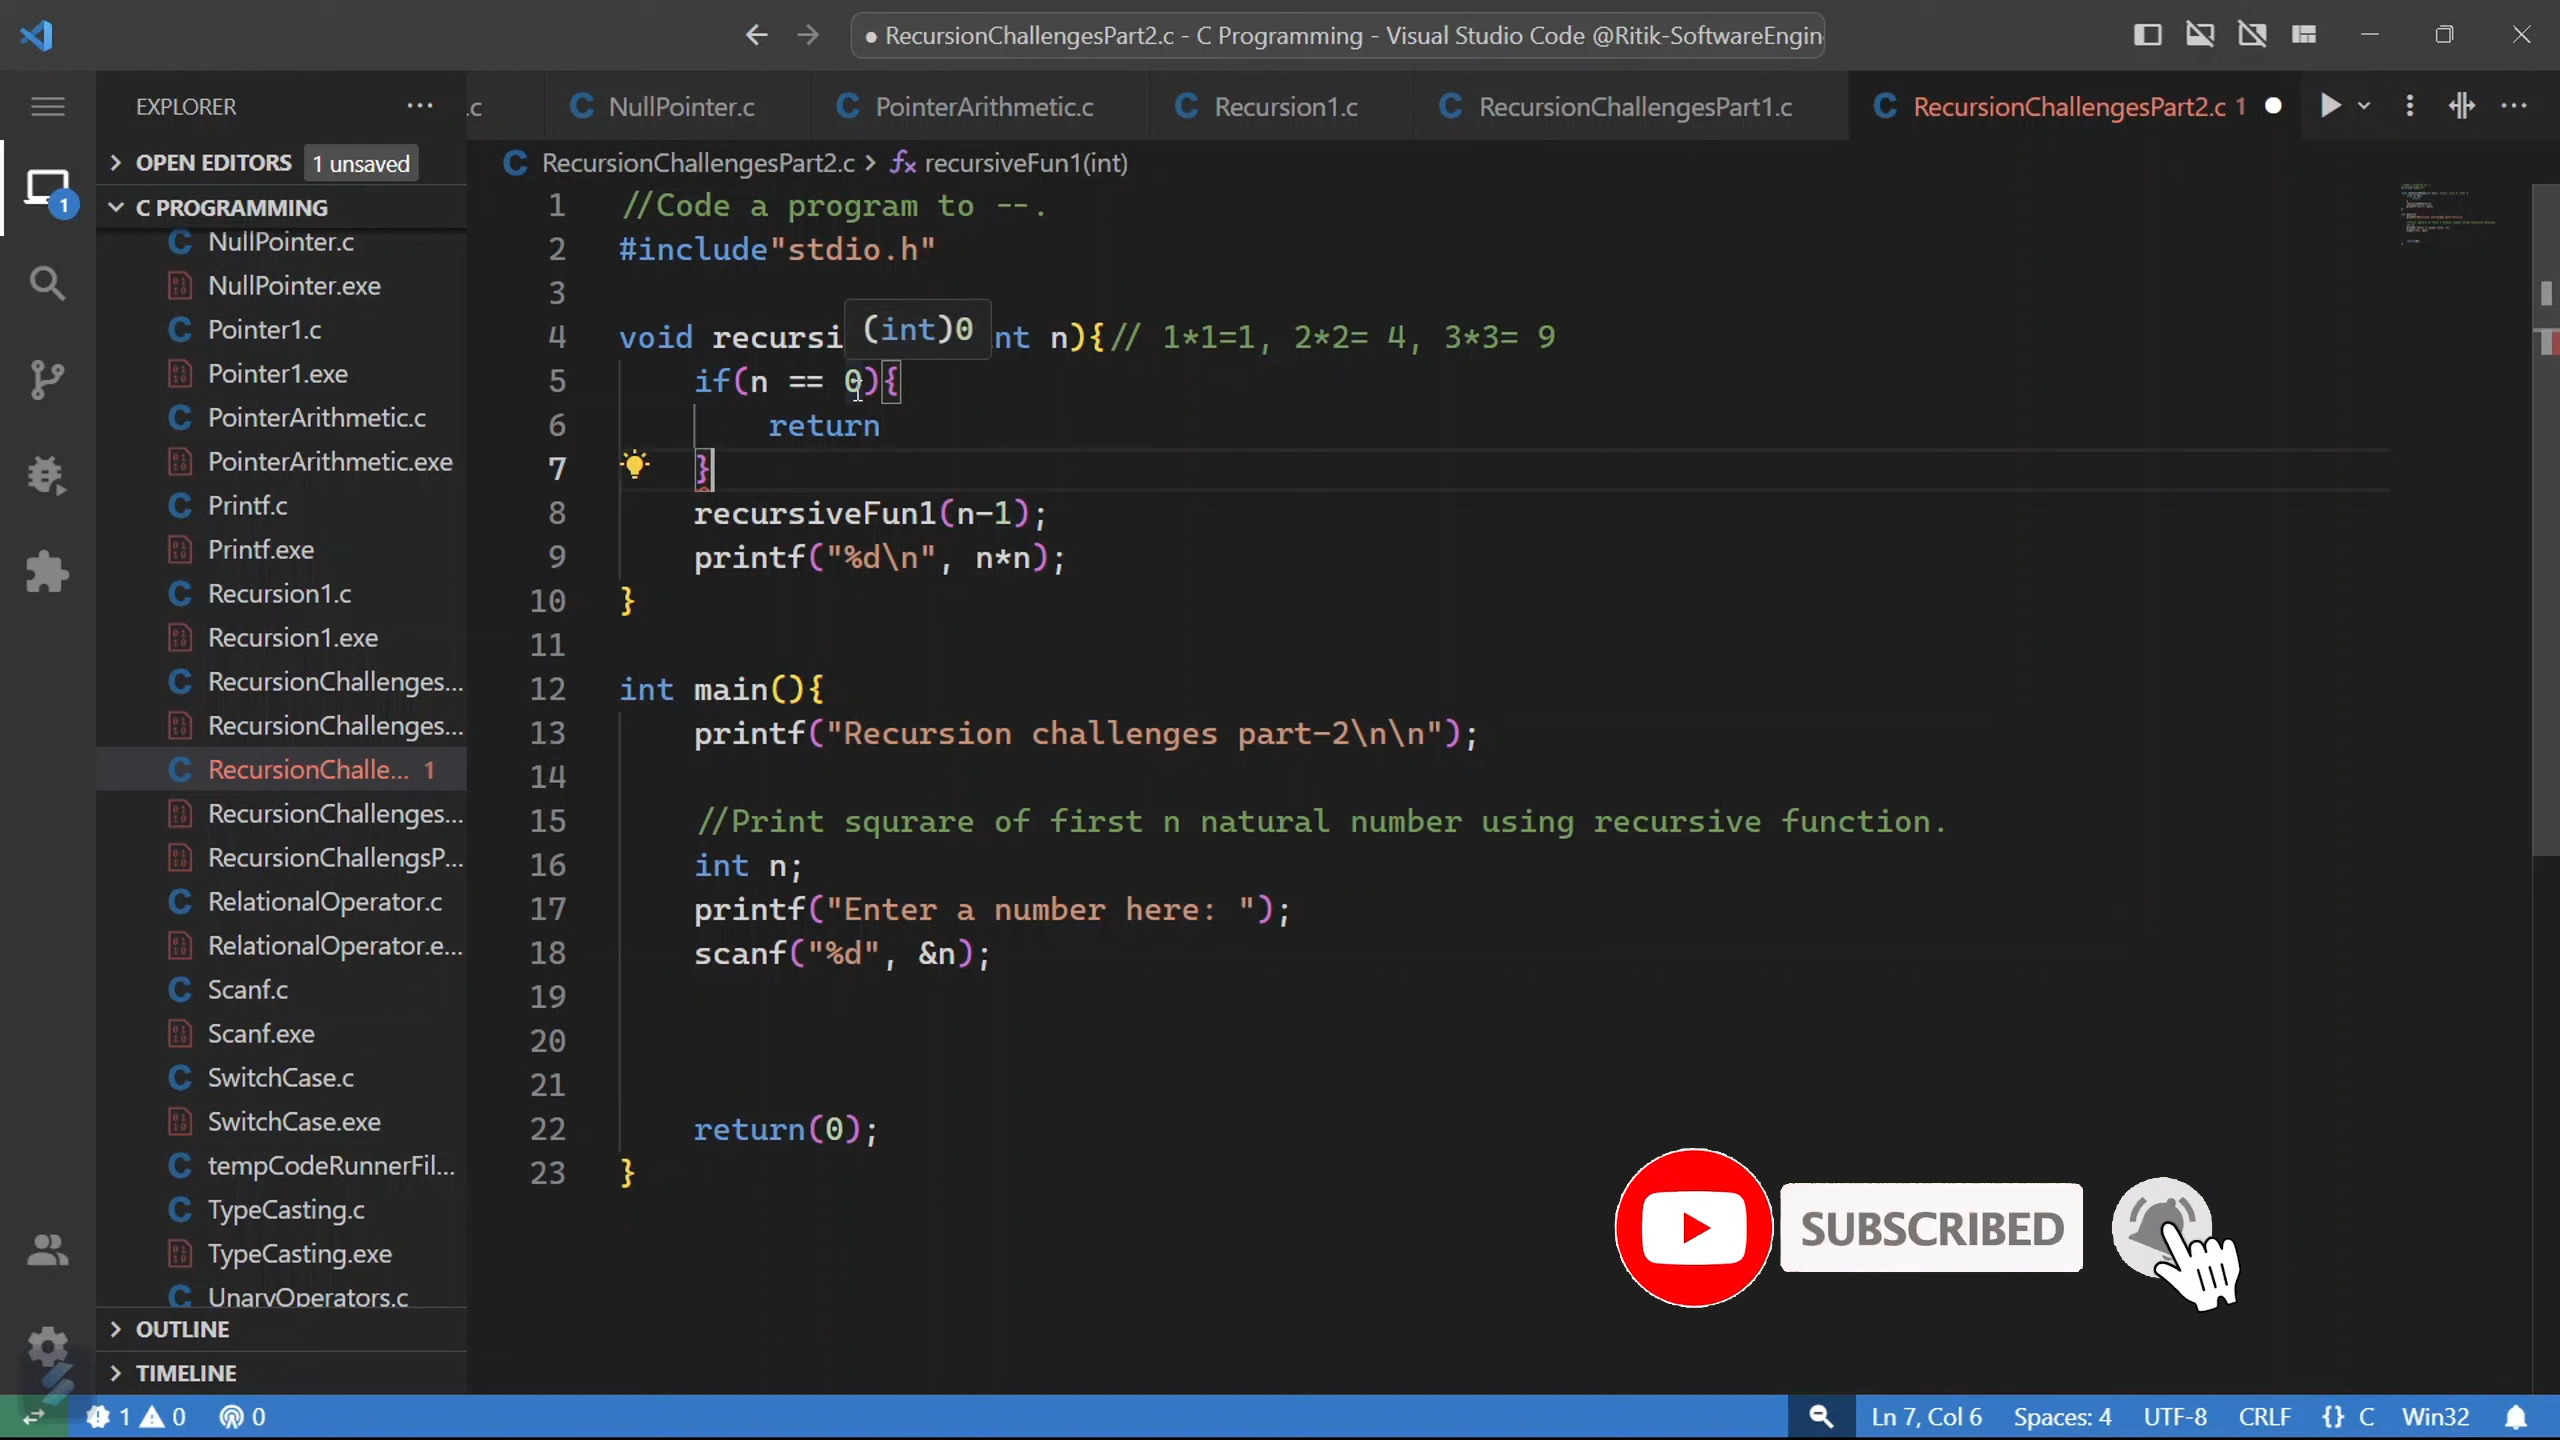 ● RecursionChallengesPart2.c - C Programming - Visual Studio Code @Ritik-SoftwareEngin
EXPLORER
.c
NullPointer.c
PointerArithmetic.c
Recursion1.c
RecursionChallengesPart1.c
RecursionChallengesPart2.c 1
OPEN EDITORS 1 unsaved
C PROGRAMMING
NullPointer.c
NullPointer.exe
Pointer1.c
Pointer1.exe
PointerArithmetic.c
PointerArithmetic.exe
Printf.c
Printf.exe
Recursion1.c
Recursion1.exe
RecursionChallenges...
RecursionChallenges...
RecursionChalle... 1
RecursionChallenges...
RecursionChallengsP...
RelationalOperator.c
RelationalOperator.e...
Scanf.c
Scanf.exe
SwitchCase.c
SwitchCase.exe
tempCodeRunnerFil...
TypeCasting.c
TypeCasting.exe
UnaryOperators.c
OUTLINE
TIMELINE
RecursionChallengesPart2.c > recursiveFun1(int)
1 //Code a program to --.
2 #include"stdio.h"
3
(int)0
4 void recursi nt n){// 1*1=1, 2*2= 4, 3*3= 9
5 if(n == 0){
6 return
7 }
8 recursiveFun1(n-1);
9 printf("%d\n", n*n);
10 }
11
12 int main(){
13 printf("Recursion challenges part-2\n\n");
14
15 //Print squrare of first n natural number using recursive function.
16 int n;
17 printf("Enter a number here: ");
18 scanf("%d", &n);
19
20
21
22 return(0);
23 }
SUBSCRIBED
1 0 0
Ln 7, Col 6 Spaces: 4 UTF-8 CRLF {} C Win32